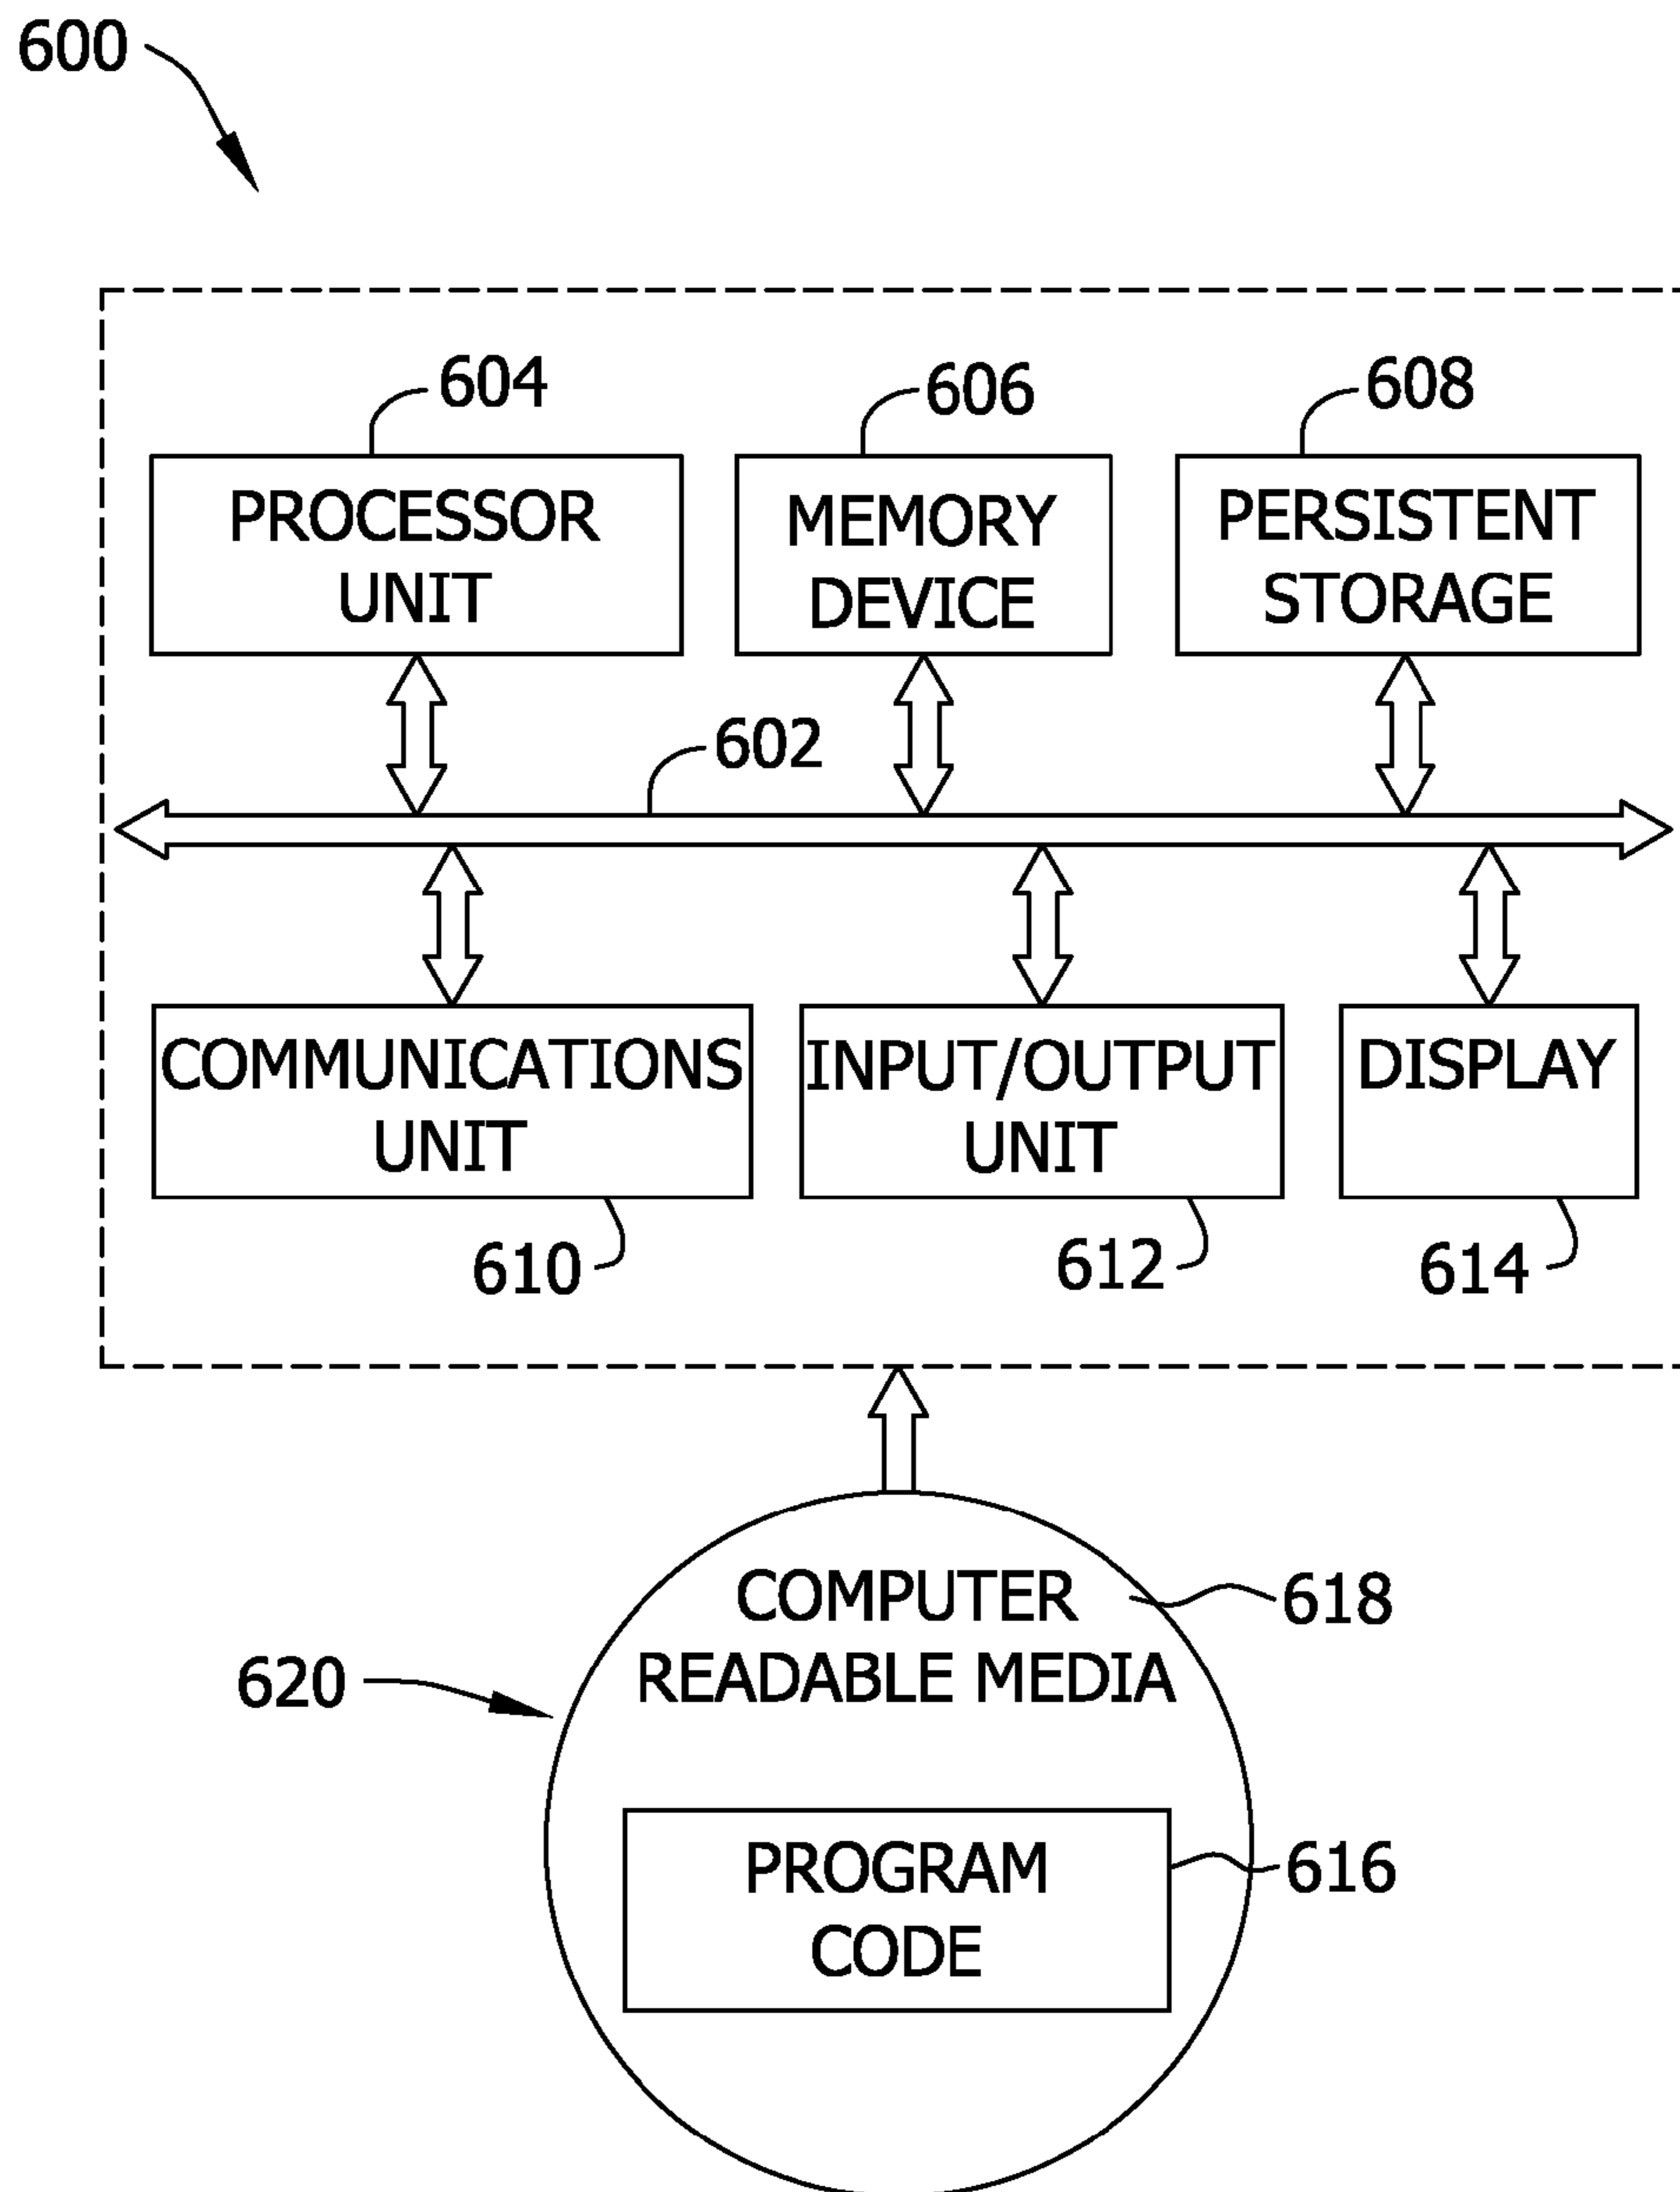 600
604
606
608
PROCESSOR
UNIT
MEMORY
DEVICE
PERSISTENT
STORAGE
602
COMMUNICATIONS
UNIT
INPUT/OUTPUT
UNIT
DISPLAY
610
612
614
COMPUTER
READABLE MEDIA
618
620
PROGRAM
CODE
616